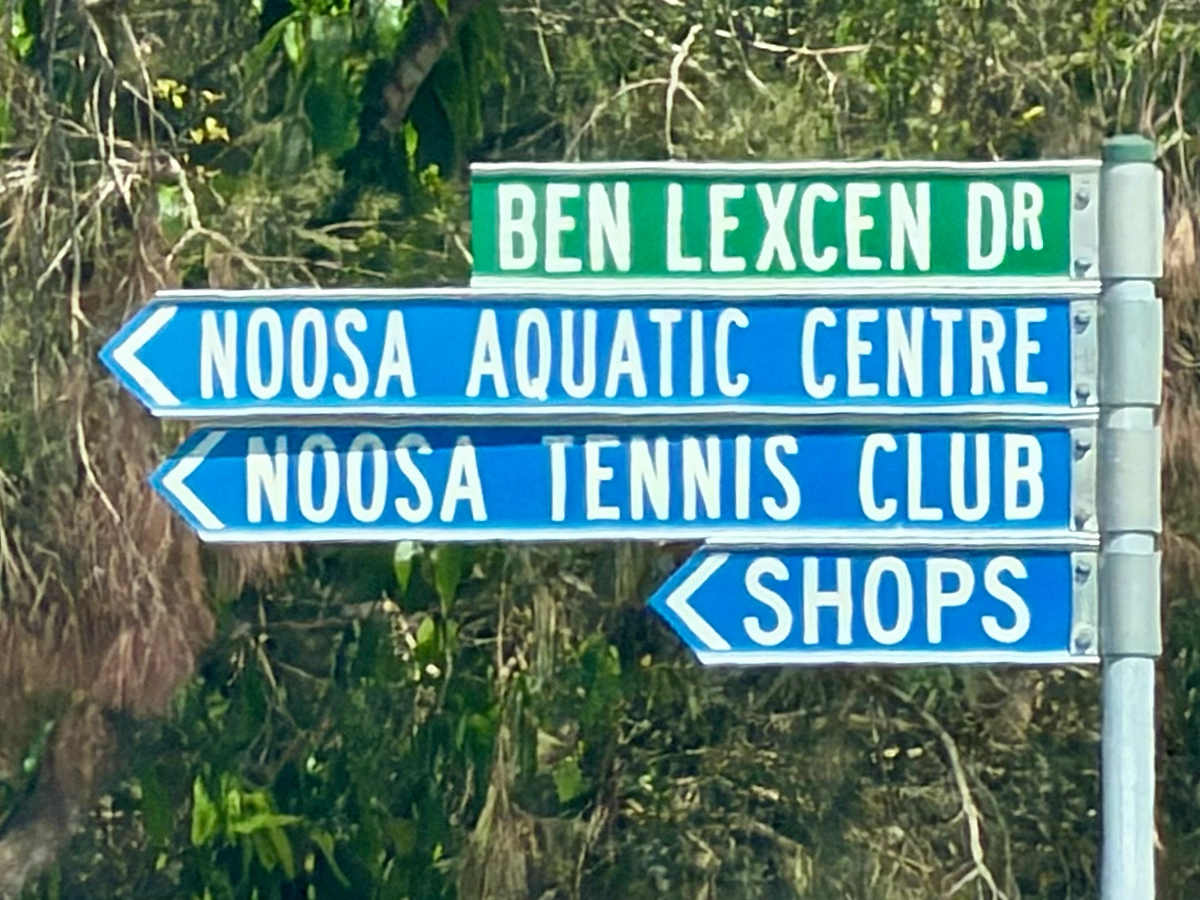 BEN LEXCEN DR
NOOSA AQUATIC CENTRE
NOOSA TENNIS CLUB
SHOPS